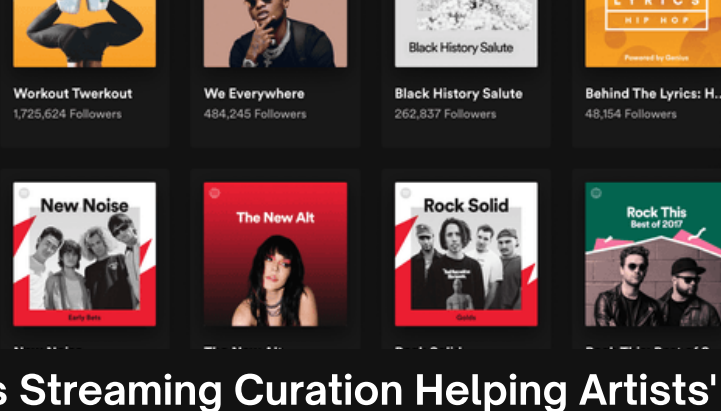 LYRICS
HIP HOP
Black History Salute
Powered by Genius
Workout Twerkout
We Everywhere
Black History Salute
Behind The Lyrics: H...
1,725,624 Followers
484,245 Followers
262,837 Followers
48,154 Followers
New Noise
The New Alt
Rock Solid
Rock This
Best of 2017
Early Bets
Guide
s Streaming Curation Helping Artists'